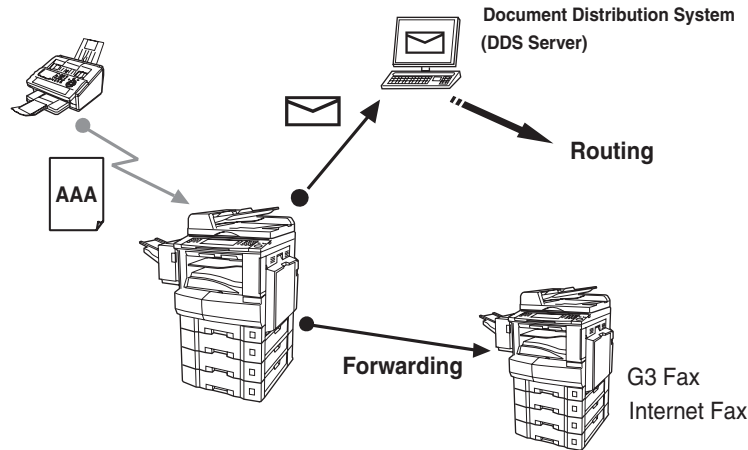 Document Distribution System
(DDS Server)
Routing
AAA
Forwarding
G3 Fax
Internet Fax